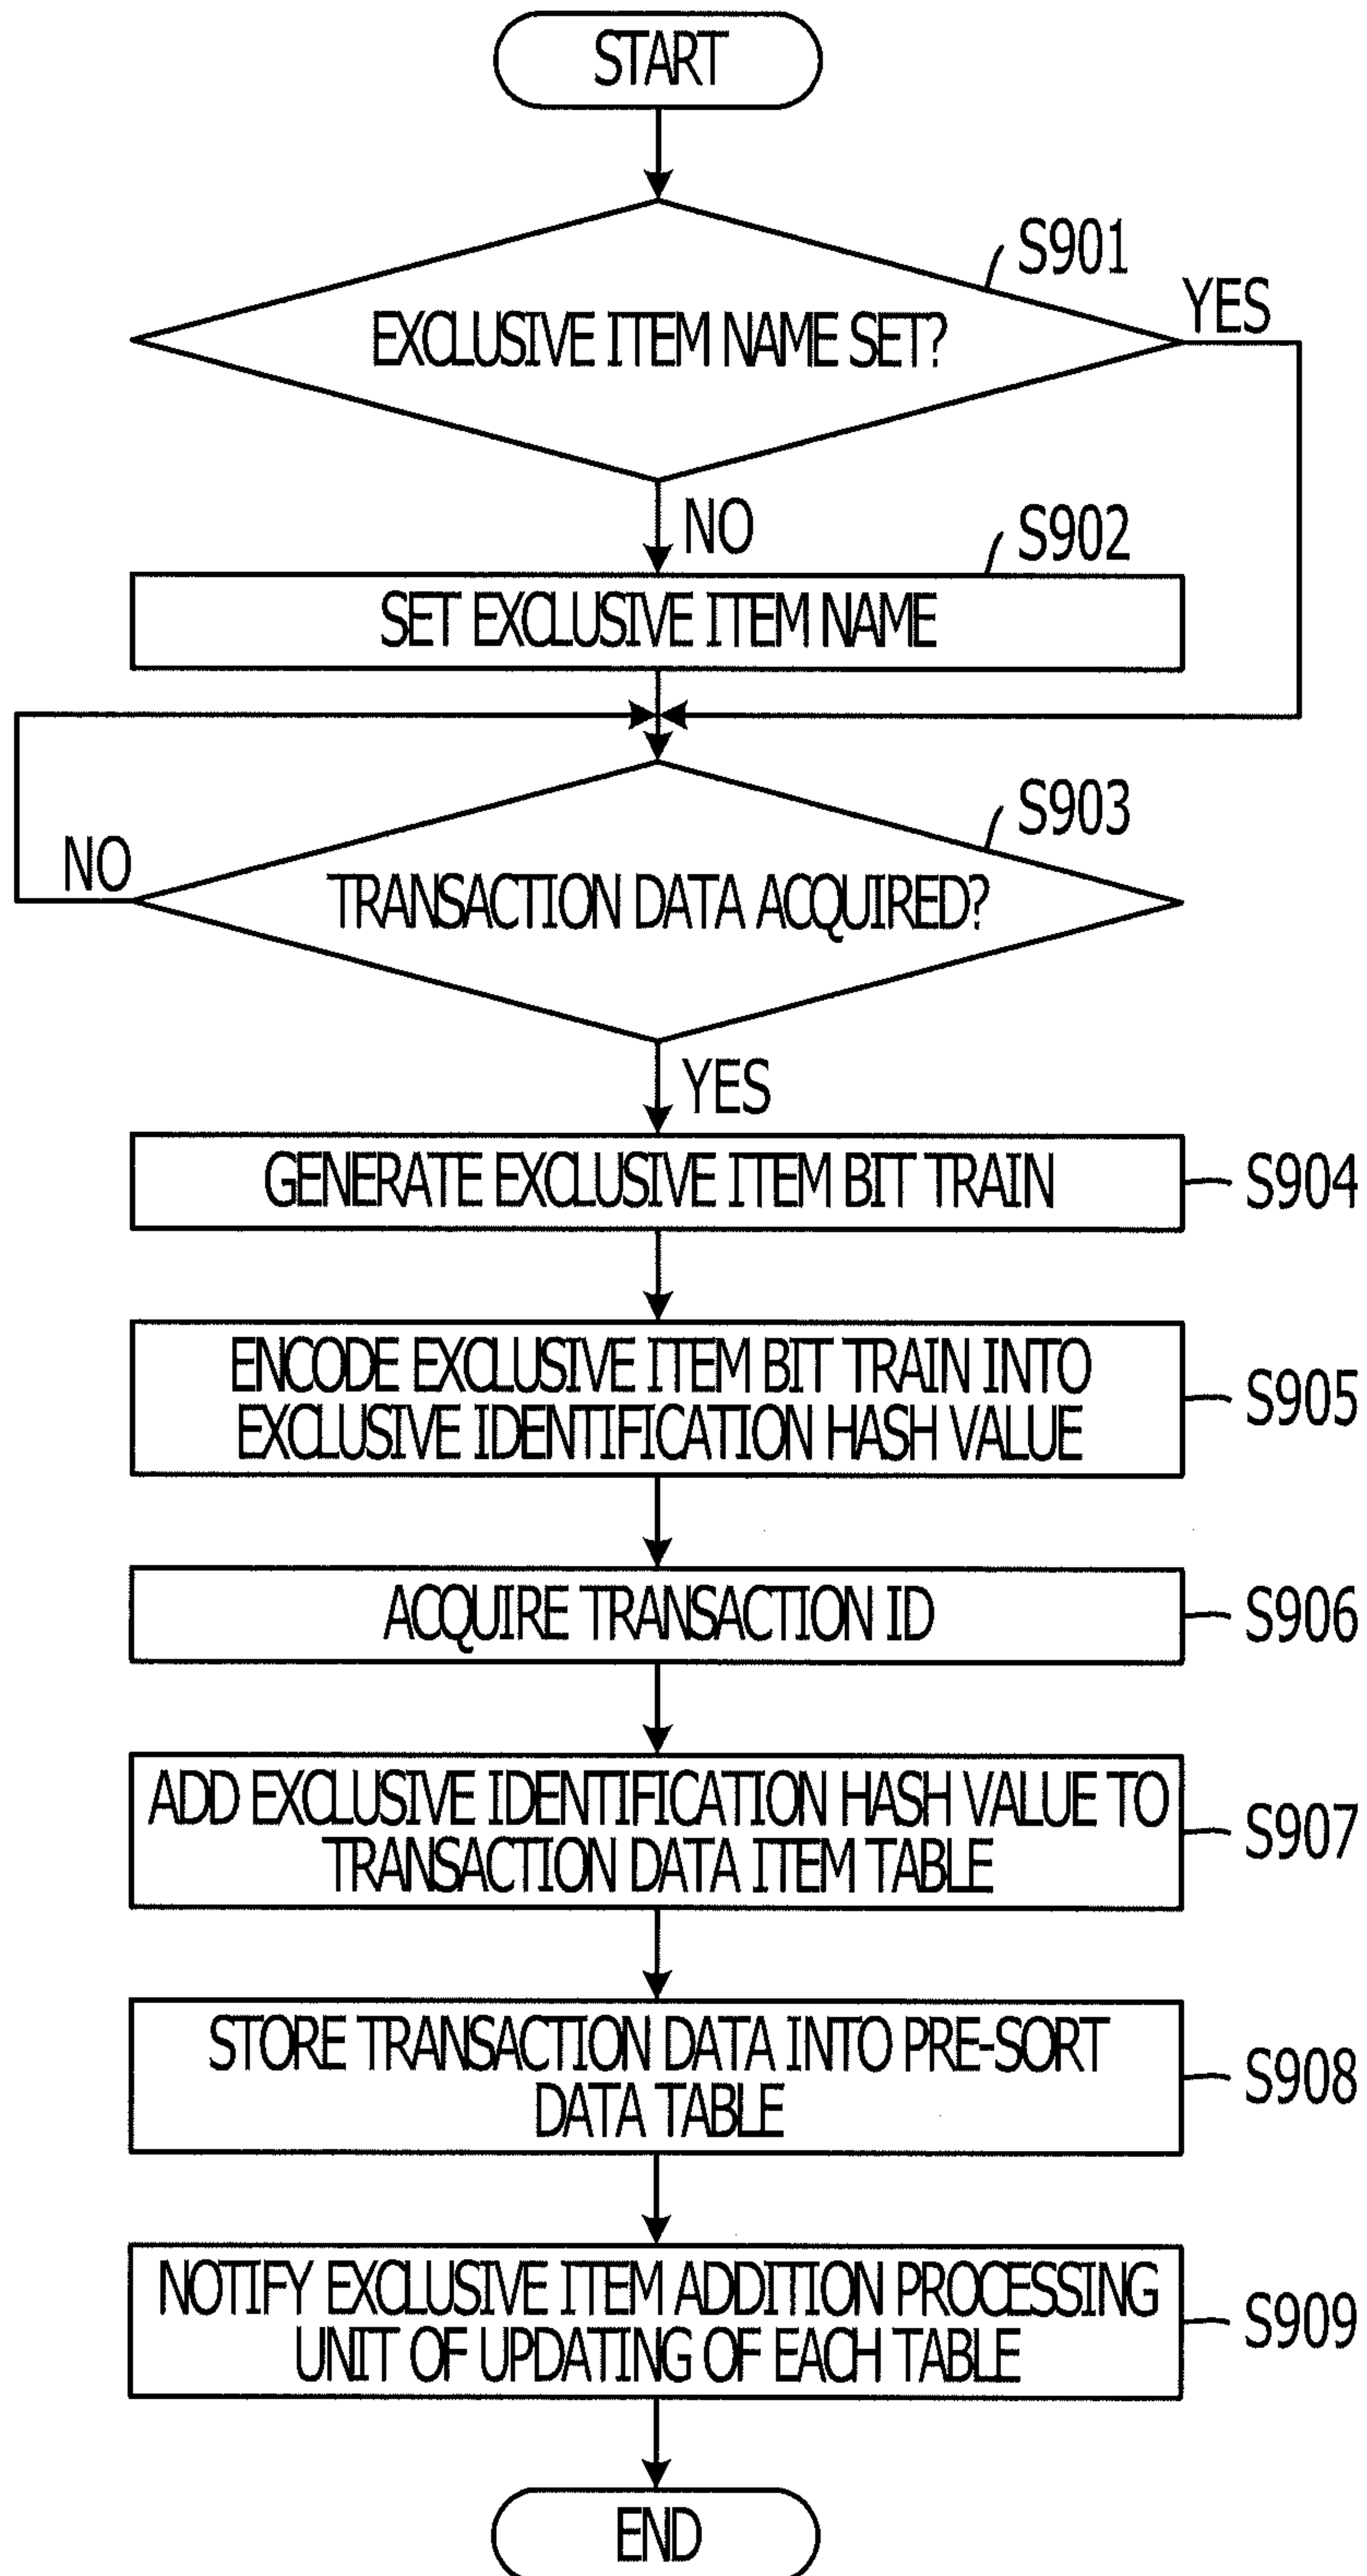 START
S901
EXCLUSIVE ITEM NAME SET?
YES
NO
S902
SET EXCLUSIVE ITEM NAME
S903
NO
TRANSACTION DATA ACQUIRED?
YES
GENERATE EXCLUSIVE ITEM BIT TRAIN
S904
ENCODE EXCLUSIVE ITEM BIT TRAIN INTO
EXCLUSIVE IDENTIFICATION HASH VALUE
S905
ACQUIRE TRANSACTION ID
S906
ADD EXCLUSIVE IDENTIFICATION HASH VALUE TO
TRANSACTION DATA ITEM TABLE
S907
STORE TRANSACTION DATA INTO PRE-SORT
DATA TABLE
S908
NOTIFY EXCLUSIVE ITEM ADDITION PROCESSING
UNIT OF UPDATING OF EACH TABLE
S909
END